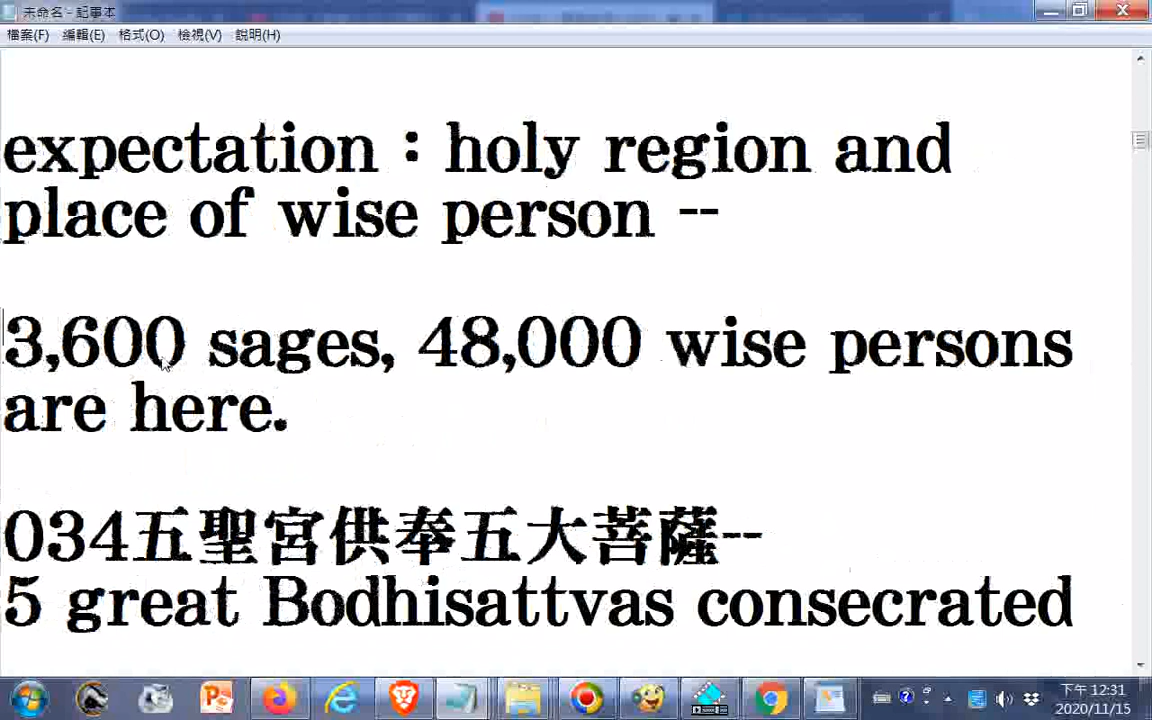 未命名 - 記事本
檔案(F) 編輯(E) 格式(O) 檢視(V) 說明(H)
expectation：holy region and
place of wise person --
3,600 sages, 48,000 wise persons
are here.
034五聖宮供奉五大菩薩--
5 great Bodhisattvas consecrated
下午 12:31
2020/11/15